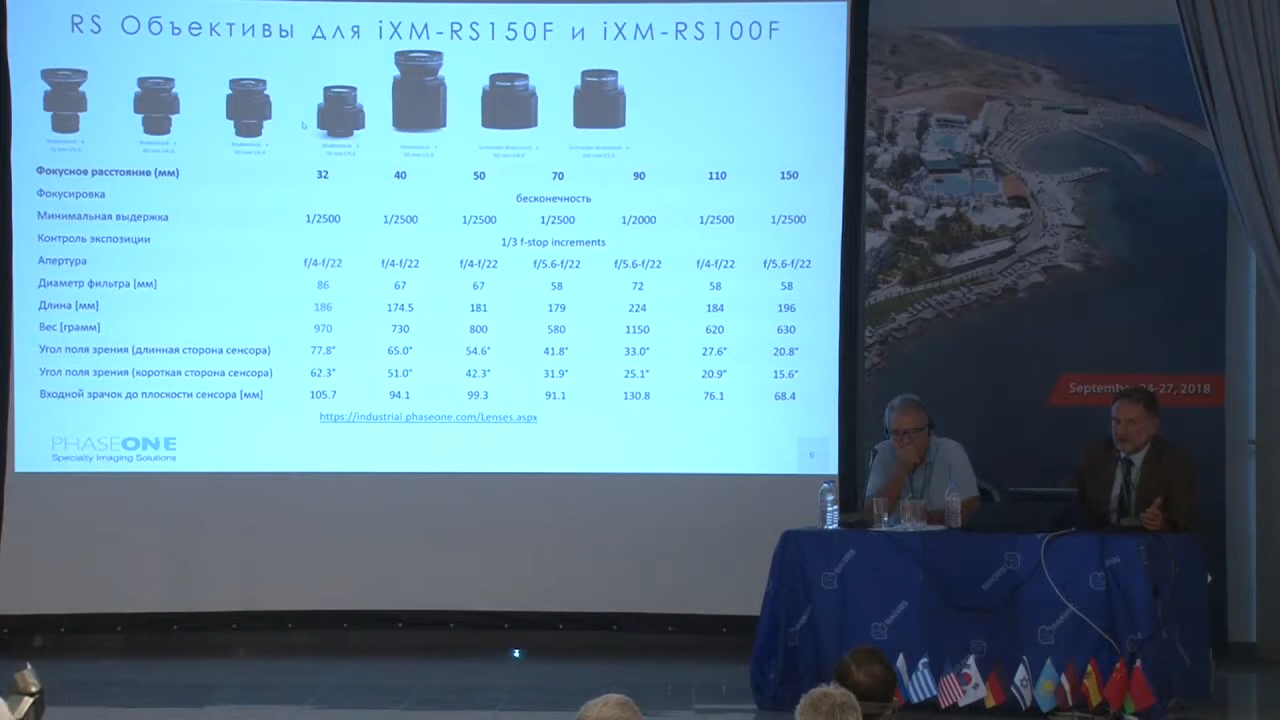 RS Объективы для iXM-RS150F и iXM-RS100F
Фокусное расстояние (мм) 32 40 50 70 90 110 150
Фокусировка бесконечность
Минимальная выдержка 1/2500 1/2500 1/2500 1/2500 1/2000 1/2500 1/2500
Контроль экспозиции 1/3 f-stop increments
Апертура f/4-f/22 f/4-f/22 f/4-f/22 f/5.6-f/22 f/5.6-f/22 f/4-f/22 f/5.6-f/22
Диаметр фильтра [мм] 86 67 67 58 72 58 58
Длина [мм] 186 174.5 181 179 224 184 196
Вес [грамм] 970 730 800 580 1150 620 630
Угол поля зрения (длинная сторона сенсора) 77.8° 65.0° 54.6° 41.8° 33.0° 27.6° 20.8°
Угол поля зрения (короткая сторона сенсора) 62.3° 51.0° 42.3° 31.9° 25.1° 20.9° 15.6°
Входной зрачок до плоскости сенсора [мм] 105.7 94.1 99.3 91.1 130.8 76.1 68.4
https://industrial.phaseone.com/Lenses.aspx
PHASEONE
Specialty Imaging Solutions
September 24-27, 2018